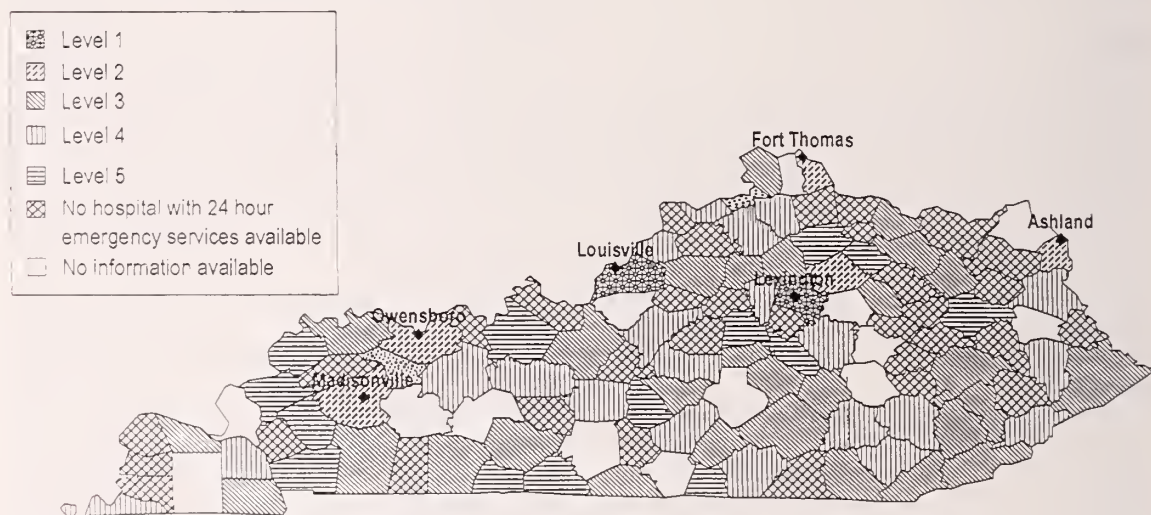 Level 1
Level 2
Level 3
Level 4
Level 5
No hospital with 24 hour
emergency services available
No information available
Fort Thomas
Ashland
Louisville
Lexington
Owensboro
Madisonville